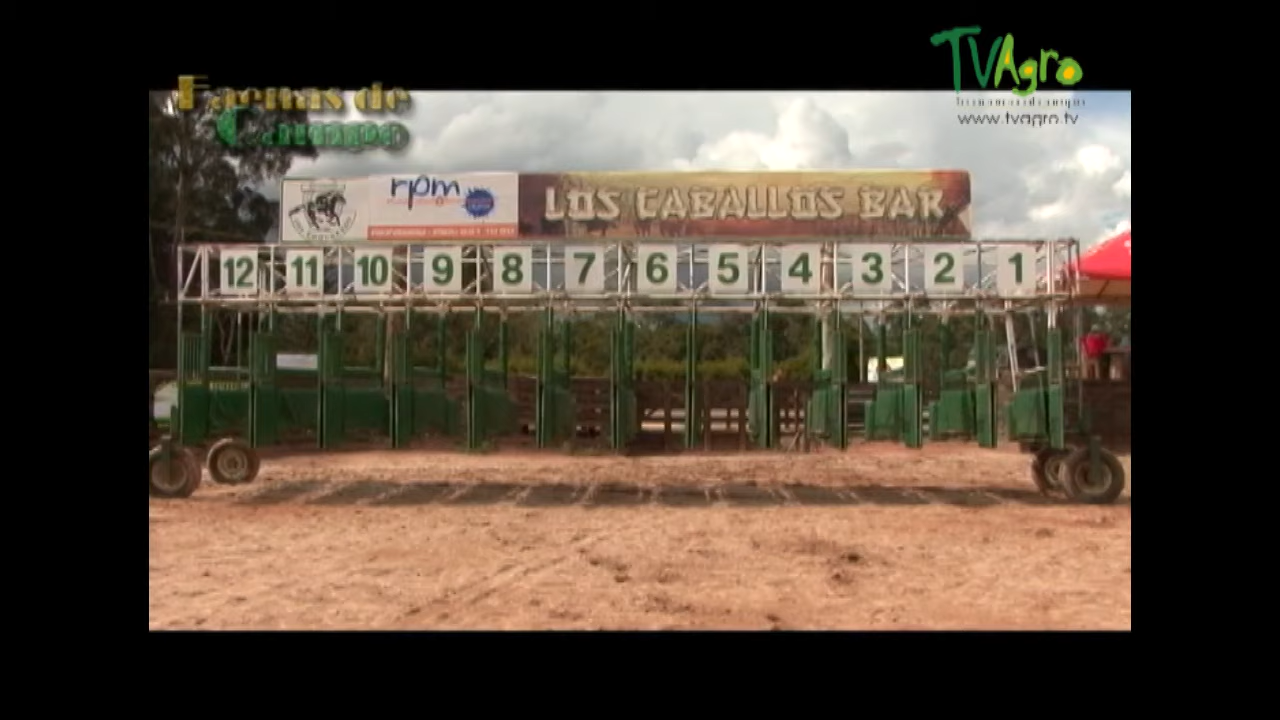 TVAgro
www.tvagro.tv
Faenas de
Campo
rpm
LOS CABALLOS BAR
12 11 10 9 8 7 6 5 4 3 2 1